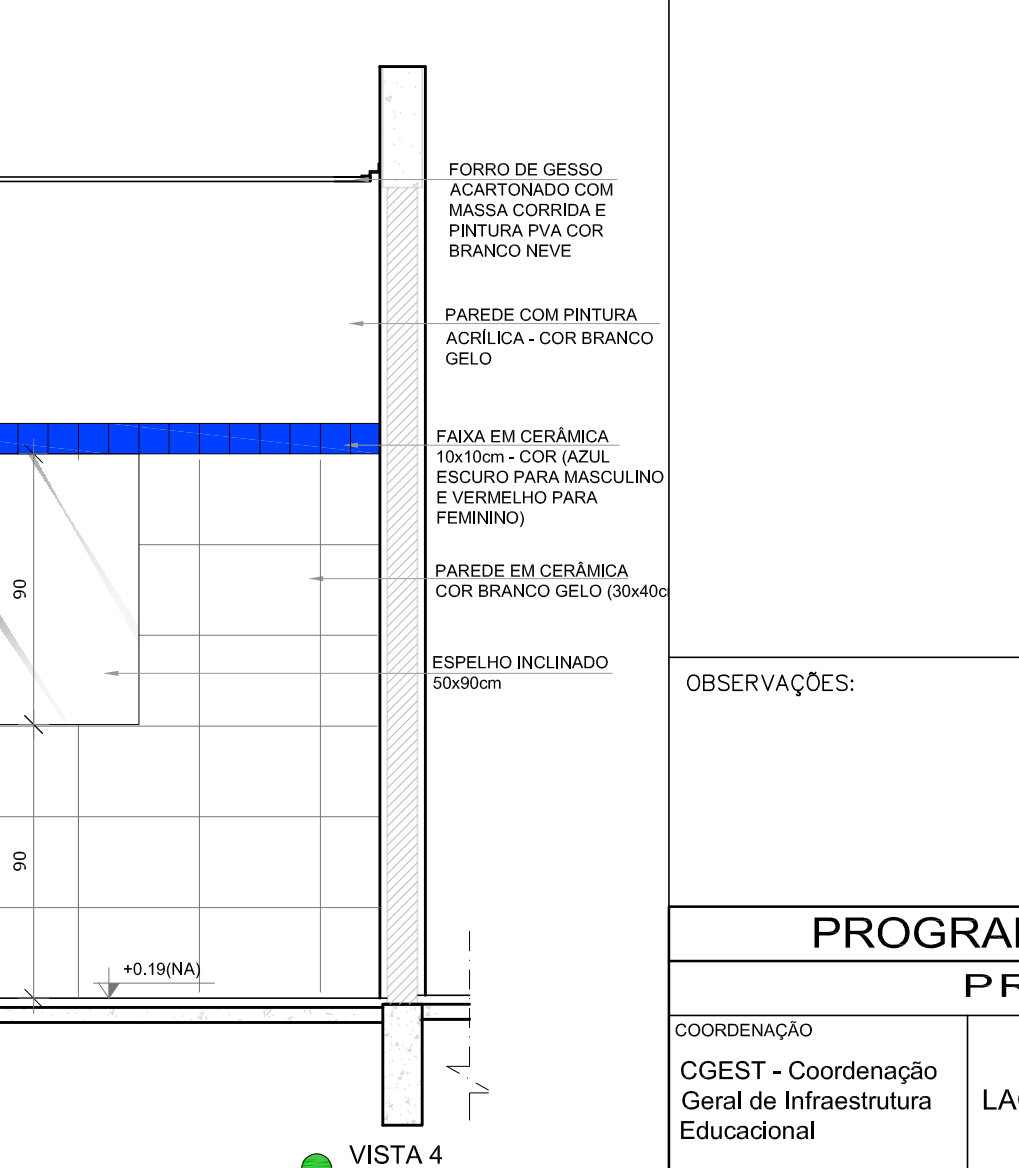 FORRO DE GESSO
ACARTONADO COM
MASSA CORRIDA E
PINTURA PVA COR
BRANCO NEVE
PAREDE COM PINTURA
ACRÍLICA - COR BRANCO
GELO
FAIXA EM CERÂMICA
10x10cm - COR (AZUL
ESCURO PARA MASCULINO
E VERMELHO PARA
FEMININO)
90
PAREDE EM CERÂMICA
COR BRANCO GELO (30x40c
ESPELHO INCLINADO
50x90cm
OBSERVAÇÕES:
90
+0.19(NA)
PROGRA
PR
COORDENAÇÃO
CGEST - Coordenação
Geral de Infraestrutura
Educacional
LA
VISTA 4